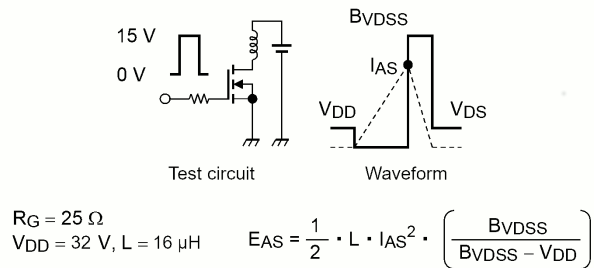 15 V
0 V
Test circuit
BVDSS
IAS
VDD
VDS
Waveform
RG = 25 Ω
VDD = 32 V, L = 16 μH
EAS = 1/2 · L · IAS² · (BVDSS / (BVDSS − VDD))